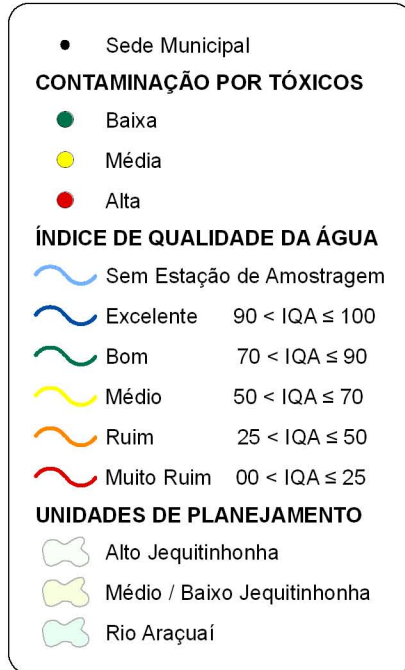 Sede Municipal
CONTAMINAÇÃO POR TÓXICOS
Baixa
Média
Alta
ÍNDICE DE QUALIDADE DA ÁGUA
Sem Estação de Amostragem
Excelente 90 < IQA ≤ 100
Bom 70 < IQA ≤ 90
Médio 50 < IQA ≤ 70
Ruim 25 < IQA ≤ 50
Muito Ruim 00 < IQA ≤ 25
UNIDADES DE PLANEJAMENTO
Alto Jequitinhonha
Médio / Baixo Jequitinhonha
Rio Araçuaí